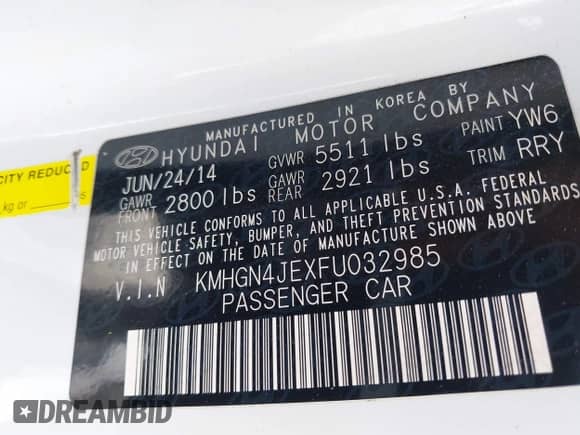 MANUFACTURED IN KOREA BY
HYUNDAI MOTOR COMPANY
JUN/24/14 GVWR 5511 lbs PAINT YW6
GAWR FRONT 2800 lbs GAWR REAR 2921 lbs TRIM RRY
THIS VEHICLE CONFORMS TO ALL APPLICABLE U.S.A. FEDERAL
MOTOR VEHICLE SAFETY, BUMPER, AND THEFT PREVENTION STANDARDS
IN EFFECT ON THE DATE OF MANUFACTURE SHOWN ABOVE
V.I.N KMHGN4JEXFU032985
PASSENGER CAR
CITY REDUCED
kg or
DREAMBID